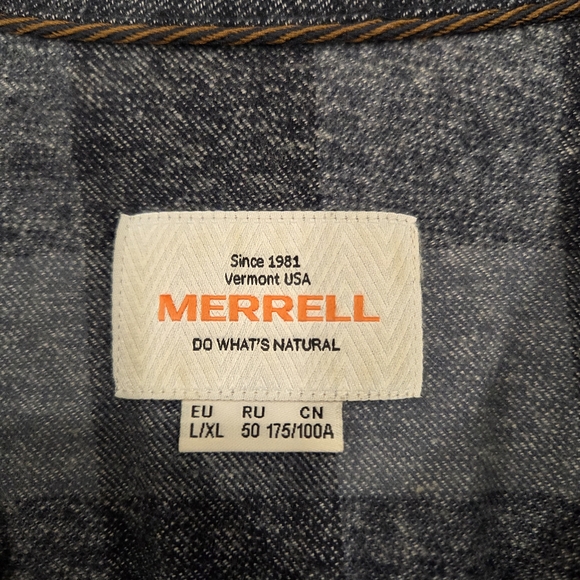 Since 1981
Vermont USA
MERRELL
DO WHAT'S NATURAL
EU RU CN
L/XL 50 175/100A